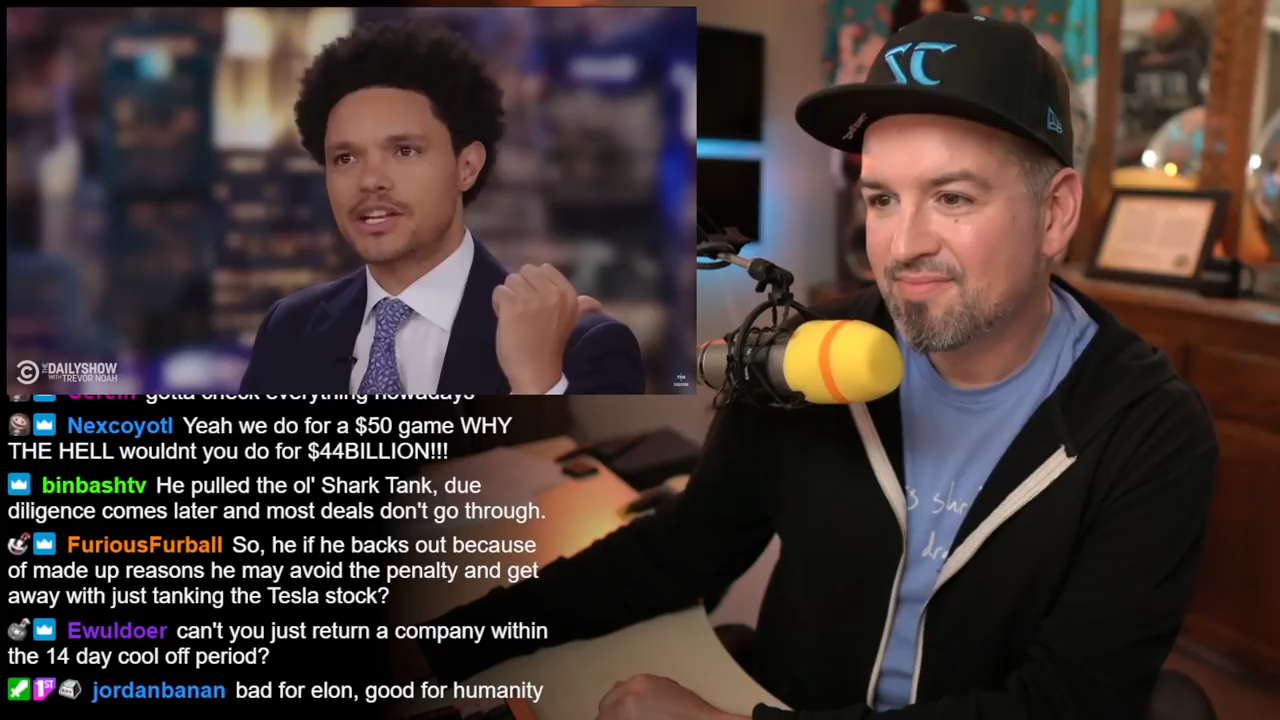 THE DAILYSHOW
WITH TREVOR NOAH
gotta check everything nowadays
Nexcoyotl Yeah we do for a $50 game WHY
THE HELL wouldnt you do for $44BILLION!!!
binbashtv He pulled the ol' Shark Tank, due
diligence comes later and most deals don't go through.
FuriousFurball So, he if he backs out because
of made up reasons he may avoid the penalty and get
away with just tanking the Tesla stock?
Ewuldoer can't you just return a company within
the 14 day cool off period?
1ST jordanbanan bad for elon, good for humanity